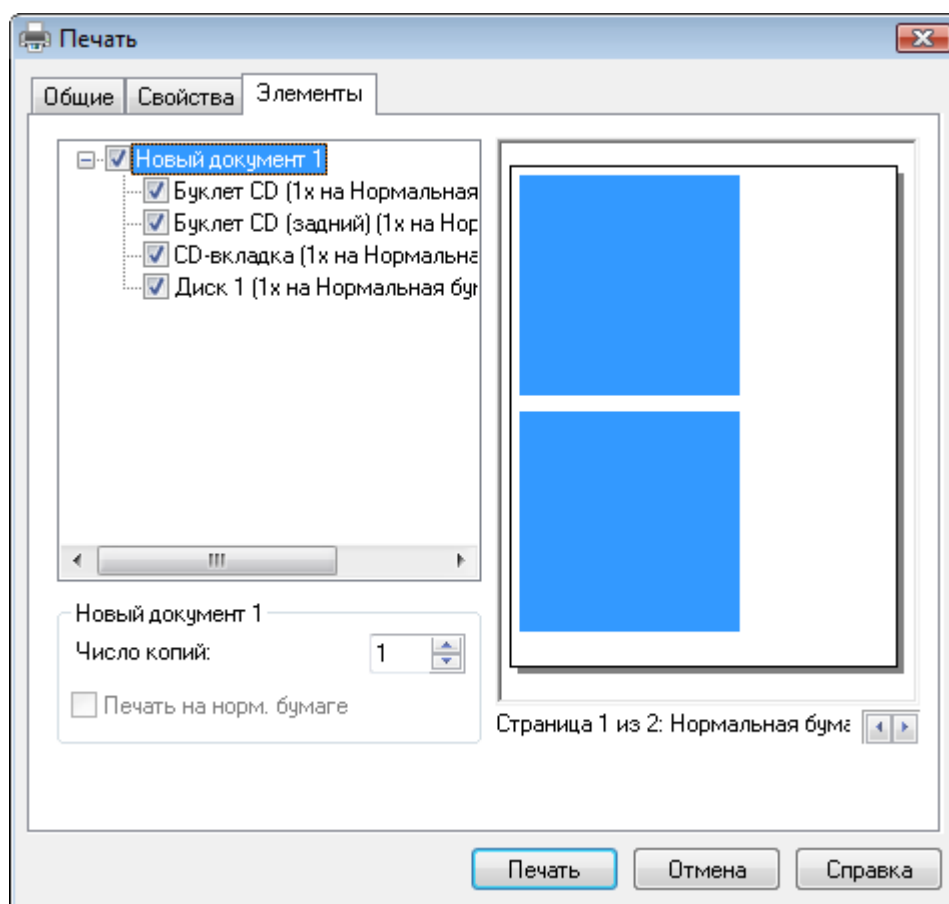 Печать
Общие Свойства Элементы
Новый документ 1
Буклет CD (1x на Нормальная
Буклет CD (задний) (1x на Нор
CD-вкладка (1x на Нормальна
Диск 1 (1x на Нормальная бум
Новый документ 1
Число копий: 1
Печать на норм. бумаге
Страница 1 из 2: Нормальная бума
Печать Отмена Справка